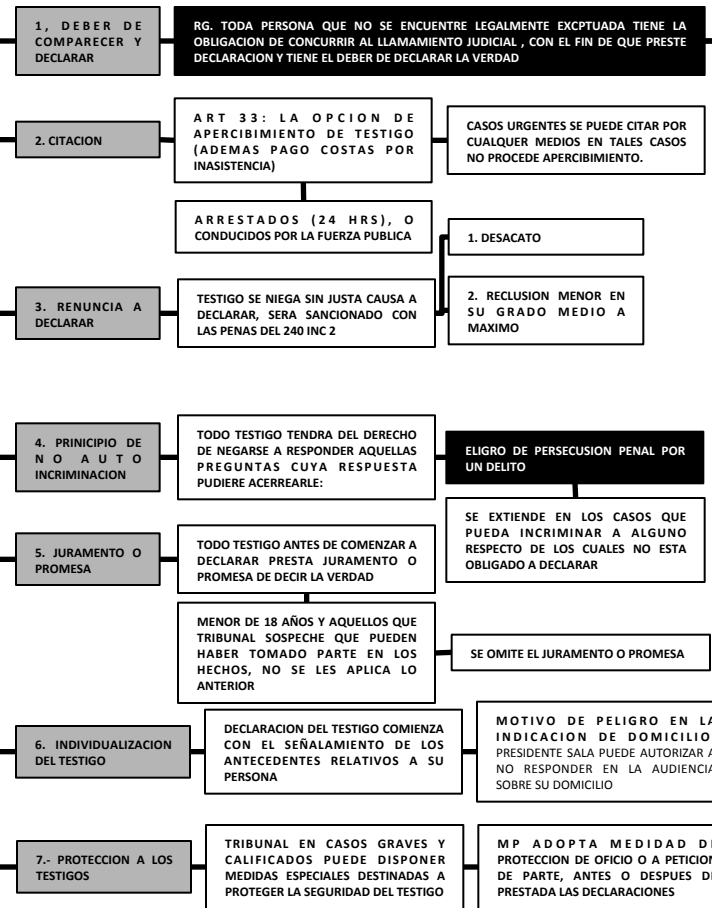 1, DEBER DE
COMPARECER Y
DECLARAR
RG. TODA PERSONA QUE NO SE ENCUENTRE LEGALMENTE EXCPTUADA TIENE LA
OBLIGACION DE CONCURRIR AL LLAMAMIENTO JUDICIAL , CON EL FIN DE QUE PRESTE
DECLARACION Y TIENE EL DEBER DE DECLARAR LA VERDAD
2. CITACION
ART 33: LA OPCION DE
APERCIBIMIENTO DE TESTIGO
(ADEMAS PAGO COSTAS POR
INASISTENCIA)
CASOS URGENTES SE PUEDE CITAR POR
CUALQUER MEDIOS EN TALES CASOS
NO PROCEDE APERCIBIMIENTO.
ARRESTADOS (24 HRS), O
CONDUCIDOS POR LA FUERZA PUBLICA
1. DESACATO
3. RENUNCIA A
DECLARAR
TESTIGO SE NIEGA SIN JUSTA CAUSA A
DECLARAR, SERA SANCIONADO CON
LAS PENAS DEL 240 INC 2
2. RECLUSION MENOR EN
SU GRADO MEDIO A
MAXIMO
4. PRINICIPIO DE
NO AUTO
INCRIMINACION
TODO TESTIGO TENDRA DEL DERECHO
DE NEGARSE A RESPONDER AQUELLAS
PREGUNTAS CUYA RESPUESTA
PUDIERE ACERREARLE:
ELIGRO DE PERSECUSION PENAL POR
UN DELITO
SE EXTIENDE EN LOS CASOS QUE
PUEDA INCRIMINAR A ALGUNO
RESPECTO DE LOS CUALES NO ESTA
OBLIGADO A DECLARAR
5. JURAMENTO O
PROMESA
TODO TESTIGO ANTES DE COMENZAR A
DECLARAR PRESTA JURAMENTO O
PROMESA DE DECIR LA VERDAD
MENOR DE 18 AÑOS Y AQUELLOS QUE
TRIBUNAL SOSPECHE QUE PUEDEN
HABER TOMADO PARTE EN LOS
HECHOS, NO SE LES APLICA LO
ANTERIOR
SE OMITE EL JURAMENTO O PROMESA
6. INDIVIDUALIZACION
DEL TESTIGO
DECLARACION DEL TESTIGO COMIENZA
CON EL SEÑALAMIENTO DE LOS
ANTECEDENTES RELATIVOS A SU
PERSONA
MOTIVO DE PELIGRO EN LA
INDICACION DE DOMICILIO
PRESIDENTE SALA PUEDE AUTORIZAR A
NO RESPONDER EN LA AUDIENCIA
SOBRE SU DOMICILIO
7.- PROTECCION A LOS
TESTIGOS
TRIBUNAL EN CASOS GRAVES Y
CALIFICADOS PUEDE DISPONER
MEDIDAS ESPECIALES DESTINADAS A
PROTEGER LA SEGURIDAD DEL TESTIGO
MP ADOPTA MEDIDAD DE
PROTECCION DE OFICIO O A PETICION
DE PARTE, ANTES O DESPUES DE
PRESTADA LAS DECLARACIONES